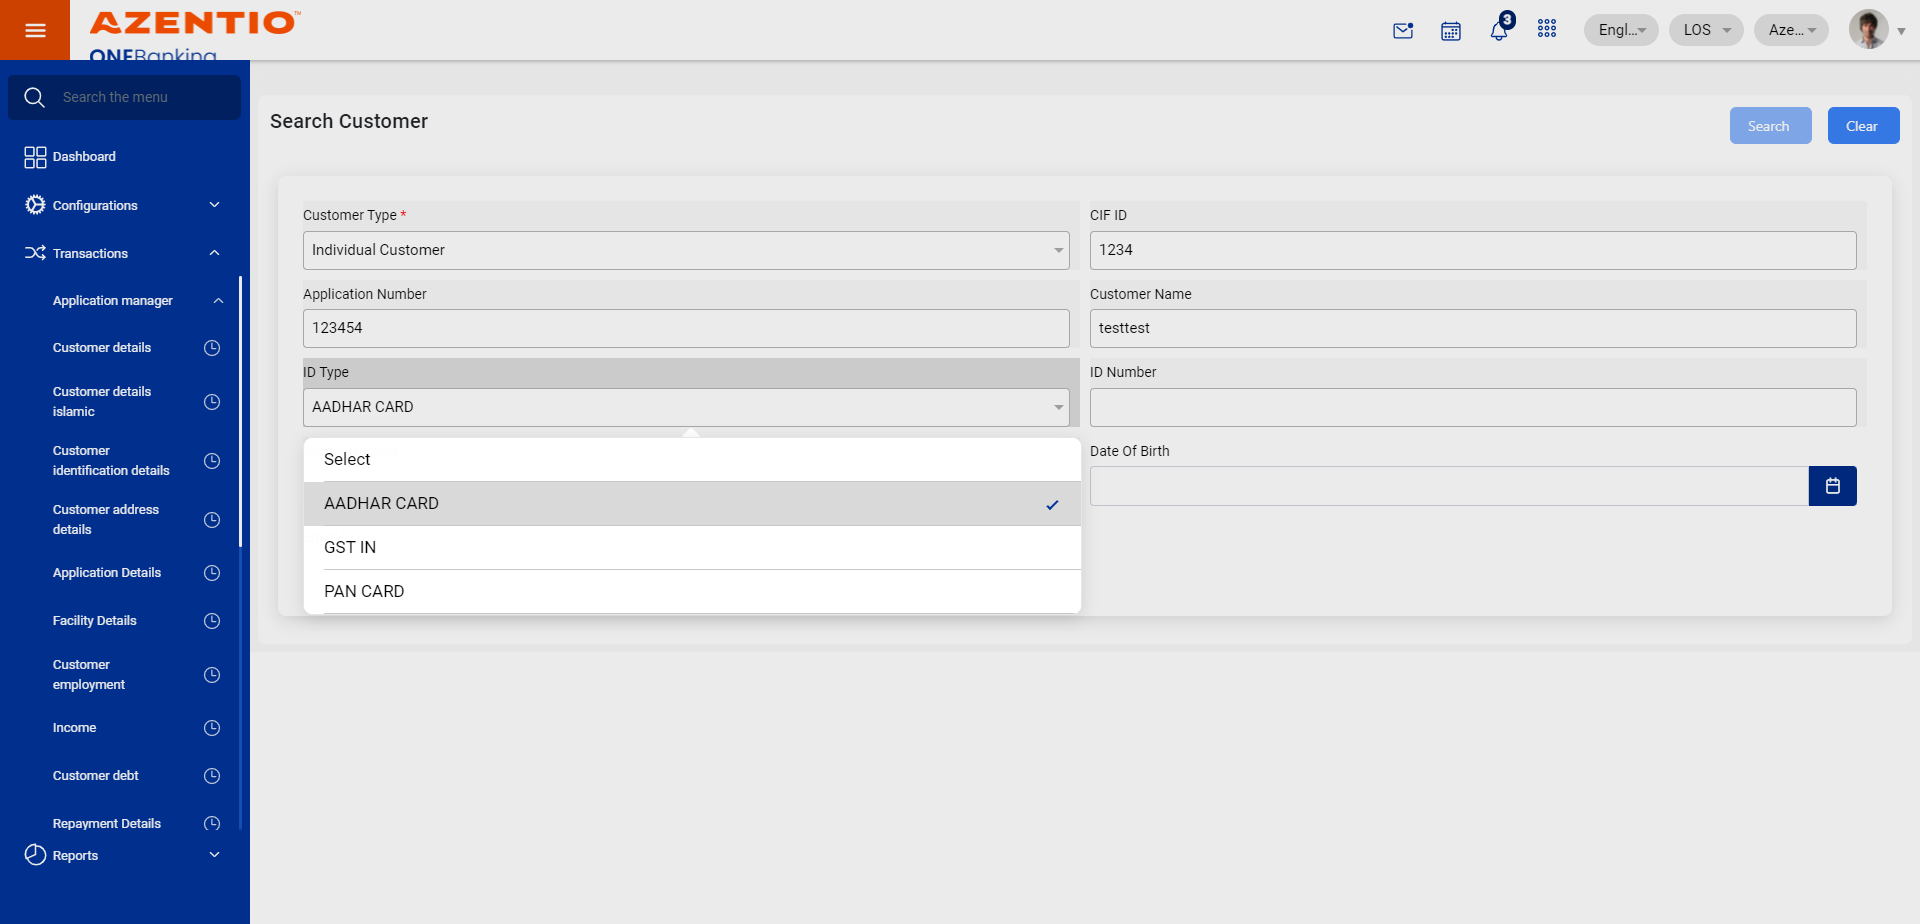 AZENTIO™
ONEBanking
3
Engl...
LOS
Aze...
Search the menu
Dashboard
Configurations
Transactions
Application manager
Customer details
Customer details
islamic
Customer
identification details
Customer address
details
Application Details
Facility Details
Customer
employment
Income
Customer debt
Repayment Details
Reports
Search Customer
Search
Clear
Customer Type *
Individual Customer
CIF ID
1234
Application Number
123454
Customer Name
testtest
ID Type
AADHAR CARD
ID Number
Select
AADHAR CARD
GST IN
PAN CARD
Date Of Birth